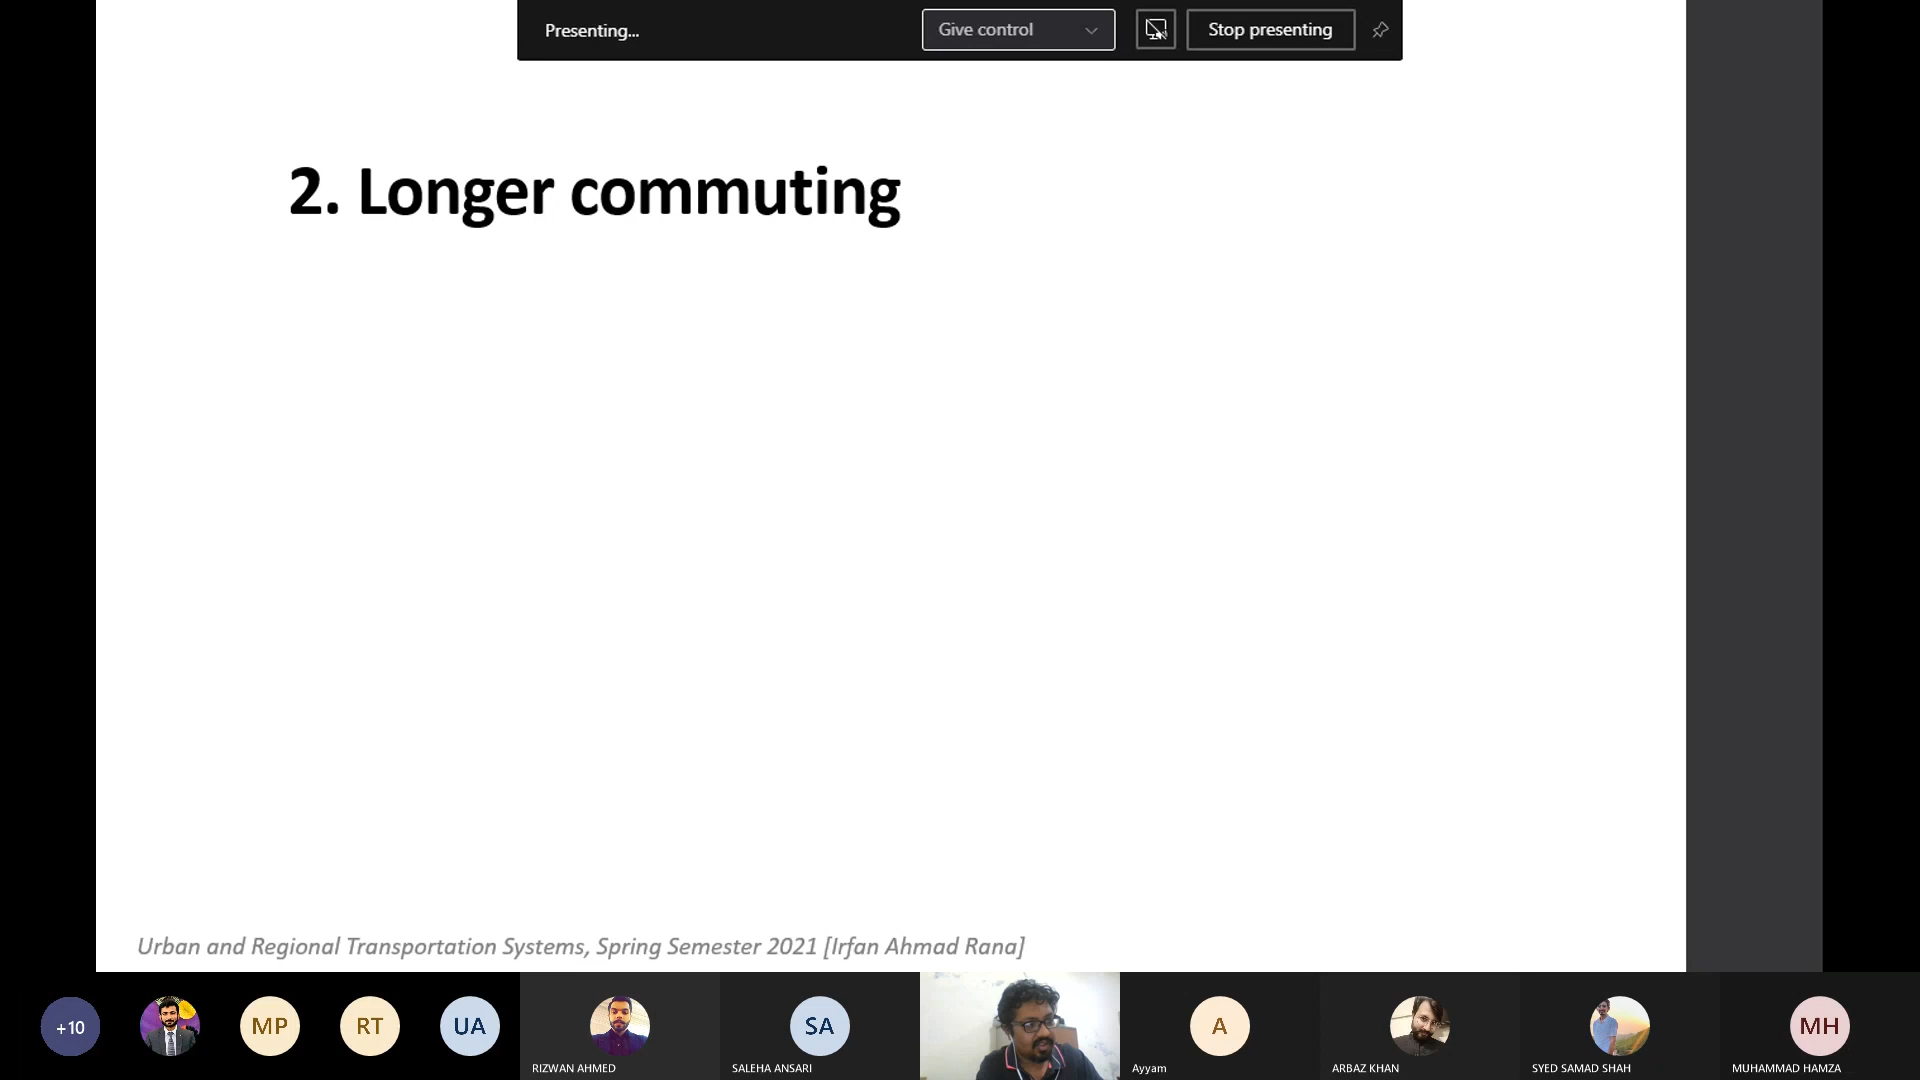 Presenting...
Give control
Stop presenting
2. Longer commuting
Urban and Regional Transportation Systems, Spring Semester 2021 [Irfan Ahmad Rana]
+10
MP
RT
UA
RIZWAN AHMED
SA
SALEHA ANSARI
A
Ayyam
ARBAZ KHAN
SYED SAMAD SHAH
MH
MUHAMMAD HAMZA